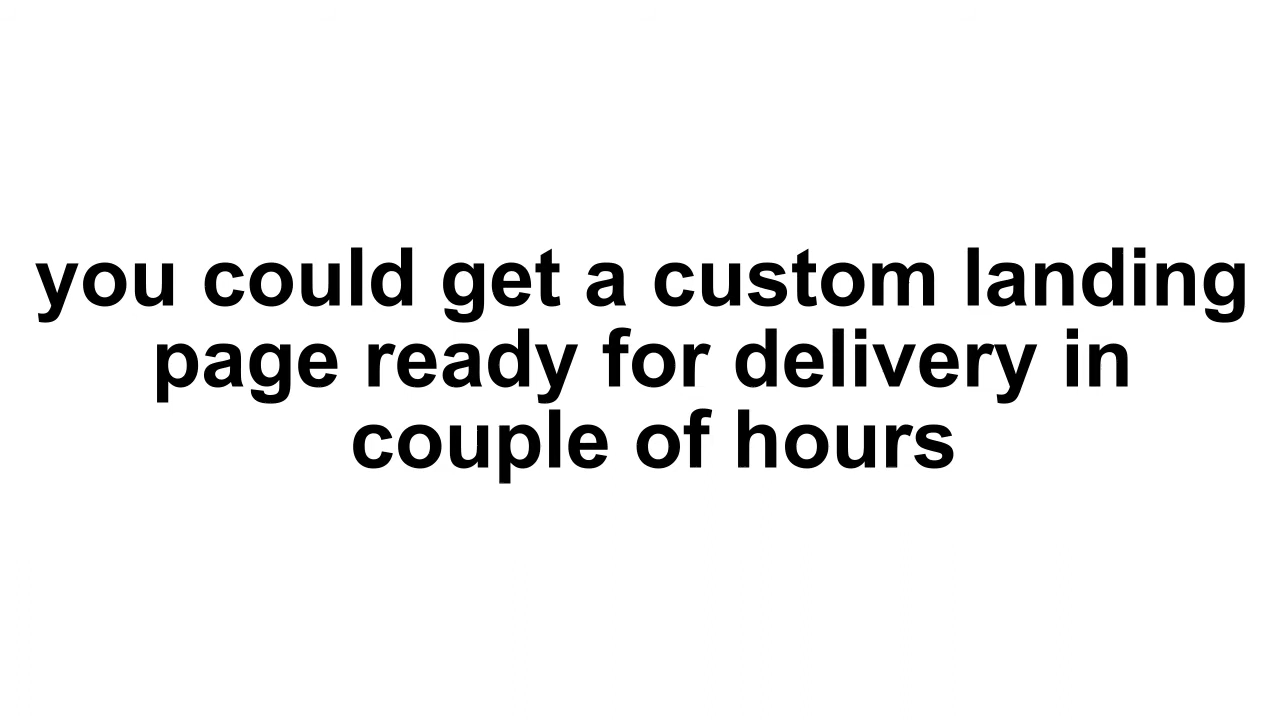 you could get a custom landing
page ready for delivery in
couple of hours